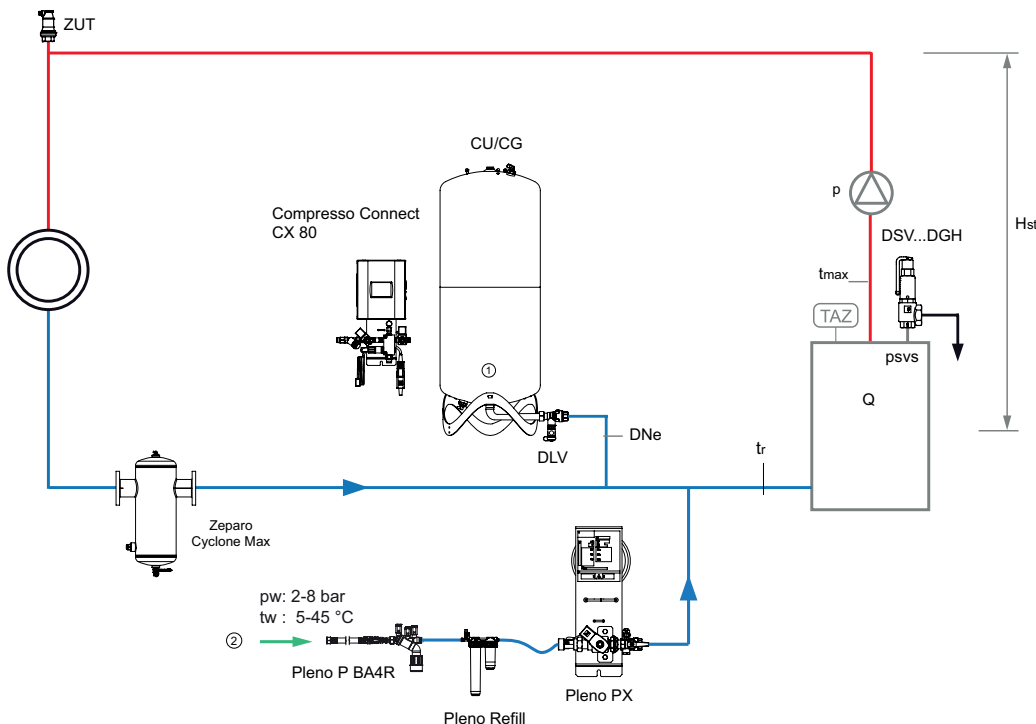 ZUT
CU/CG
Compresso Connect
CX 80
p
Hst
DSV...DGH
tmax
TAZ
psvs
①
Q
DNe
DLV
tr
Zeparo
Cyclone Max
pw: 2-8 bar
tw : 5-45 °C
②
Pleno P BA4R
Pleno PX
Pleno Refill